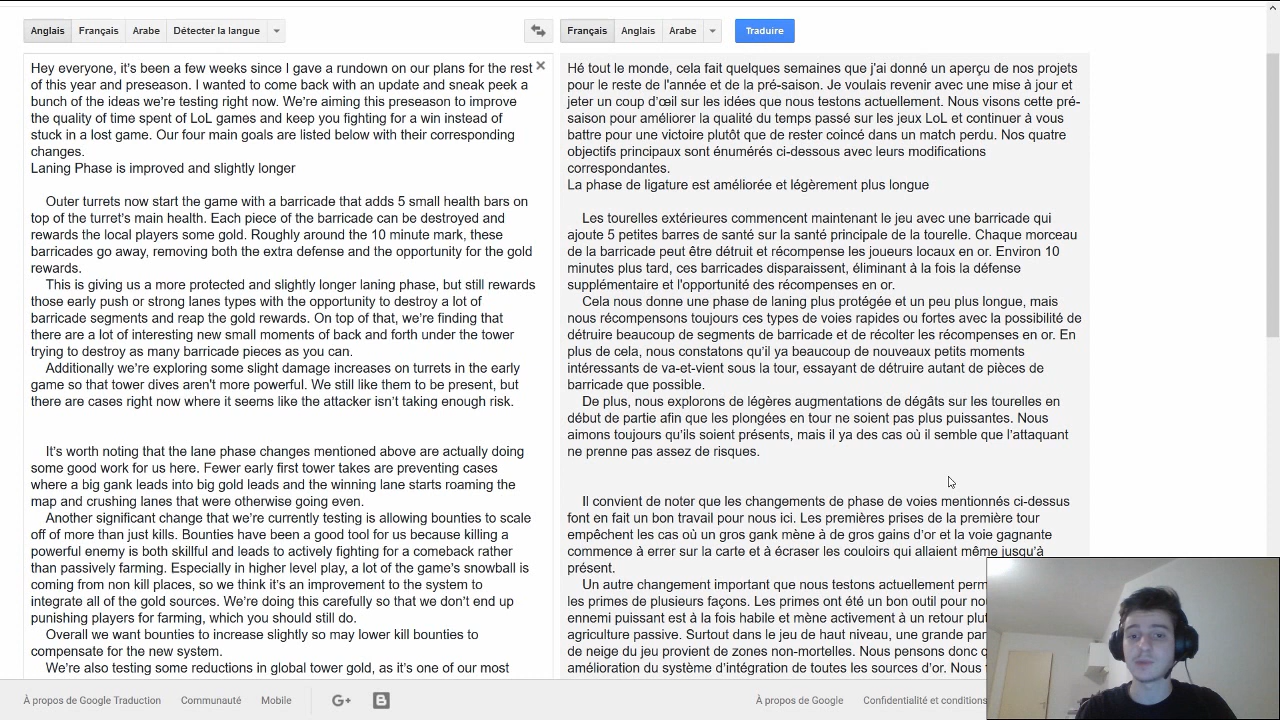 Anglais Français Arabe Détecter la langue
Français Anglais Arabe Traduire
Hey everyone, it's been a few weeks since I gave a rundown on our plans for the rest
of this year and preseason. I wanted to come back with an update and sneak peek a
bunch of the ideas we're testing right now. We're aiming this preseason to improve
the quality of time spent of LoL games and keep you fighting for a win instead of
stuck in a lost game. Our four main goals are listed below with their corresponding
changes.
Laning Phase is improved and slightly longer
Outer turrets now start the game with a barricade that adds 5 small health bars on
top of the turret's main health. Each piece of the barricade can be destroyed and
rewards the local players some gold. Roughly around the 10 minute mark, these
barricades go away, removing both the extra defense and the opportunity for the gold
rewards.
This is giving us a more protected and slightly longer laning phase, but still rewards
those early push or strong lanes types with the opportunity to destroy a lot of
barricade segments and reap the gold rewards. On top of that, we're finding that
there are a lot of interesting new small moments of back and forth under the tower
trying to destroy as many barricade pieces as you can.
Additionally we're exploring some slight damage increases on turrets in the early
game so that tower dives aren't more powerful. We still like them to be present, but
there are cases right now where it seems like the attacker isn't taking enough risk.
It's worth noting that the lane phase changes mentioned above are actually doing
some good work for us here. Fewer early first tower takes are preventing cases
where a big gank leads into big gold leads and the winning lane starts roaming the
map and crushing lanes that were otherwise going even.
Another significant change that we're currently testing is allowing bounties to scale
off of more than just kills. Bounties have been a good tool for us because killing a
powerful enemy is both skillful and leads to actively fighting for a comeback rather
than passively farming. Especially in higher level play, a lot of the game's snowball is
coming from non kill places, so we think it's an improvement to the system to
integrate all of the gold sources. We're doing this carefully so that we don't end up
punishing players for farming, which you should still do.
Overall we want bounties to increase slightly so may lower kill bounties to
compensate for the new system.
We're also testing some reductions in global tower gold, as it's one of our most
Hé tout le monde, cela fait quelques semaines que j'ai donné un aperçu de nos projets
pour le reste de l'année et de la pré-saison. Je voulais revenir avec une mise à jour et
jeter un coup d'œil sur les idées que nous testons actuellement. Nous visons cette pré-
saison pour améliorer la qualité du temps passé sur les jeux LoL et continuer à vous
battre pour une victoire plutôt que de rester coincé dans un match perdu. Nos quatre
objectifs principaux sont énumérés ci-dessous avec leurs modifications
correspondantes.
La phase de ligature est améliorée et légèrement plus longue
Les tourelles extérieures commencent maintenant le jeu avec une barricade qui
ajoute 5 petites barres de santé sur la santé principale de la tourelle. Chaque morceau
de la barricade peut être détruit et récompense les joueurs locaux en or. Environ 10
minutes plus tard, ces barricades disparaissent, éliminant à la fois la défense
supplémentaire et l'opportunité des récompenses en or.
Cela nous donne une phase de laning plus protégée et un peu plus longue, mais
nous récompensons toujours ces types de voies rapides ou fortes avec la possibilité de
détruire beaucoup de segments de barricade et de récolter les récompenses en or. En
plus de cela, nous constatons qu'il ya beaucoup de nouveaux petits moments
intéressants de va-et-vient sous la tour, essayant de détruire autant de pièces de
barricade que possible.
De plus, nous explorons de légères augmentations de dégâts sur les tourelles en
début de partie afin que les plongées en tour ne soient pas plus puissantes. Nous
aimons toujours qu'ils soient présents, mais il ya des cas où il semble que l'attaquant
ne prenne pas assez de risques.
Il convient de noter que les changements de phase de voies mentionnés ci-dessus
font en fait un bon travail pour nous ici. Les premières prises de la première tour
empêchent les cas où un gros gank mène à de gros gains d'or et la voie gagnante
commence à errer sur la carte et à écraser les couloirs qui allaient même jusqu'à
présent.
Un autre changement important que nous testons actuellement perm
les primes de plusieurs façons. Les primes ont été un bon outil pour no
ennemi puissant est à la fois habile et mène activement à un retour plut
agriculture passive. Surtout dans le jeu de haut niveau, une grande par
de neige du jeu provient de zones non-mortelles. Nous pensons donc q
amélioration du système d'intégration de toutes les sources d'or. Nous
À propos de Google Traduction Communauté Mobile G+ B À propos de Google Confidentialité et conditions